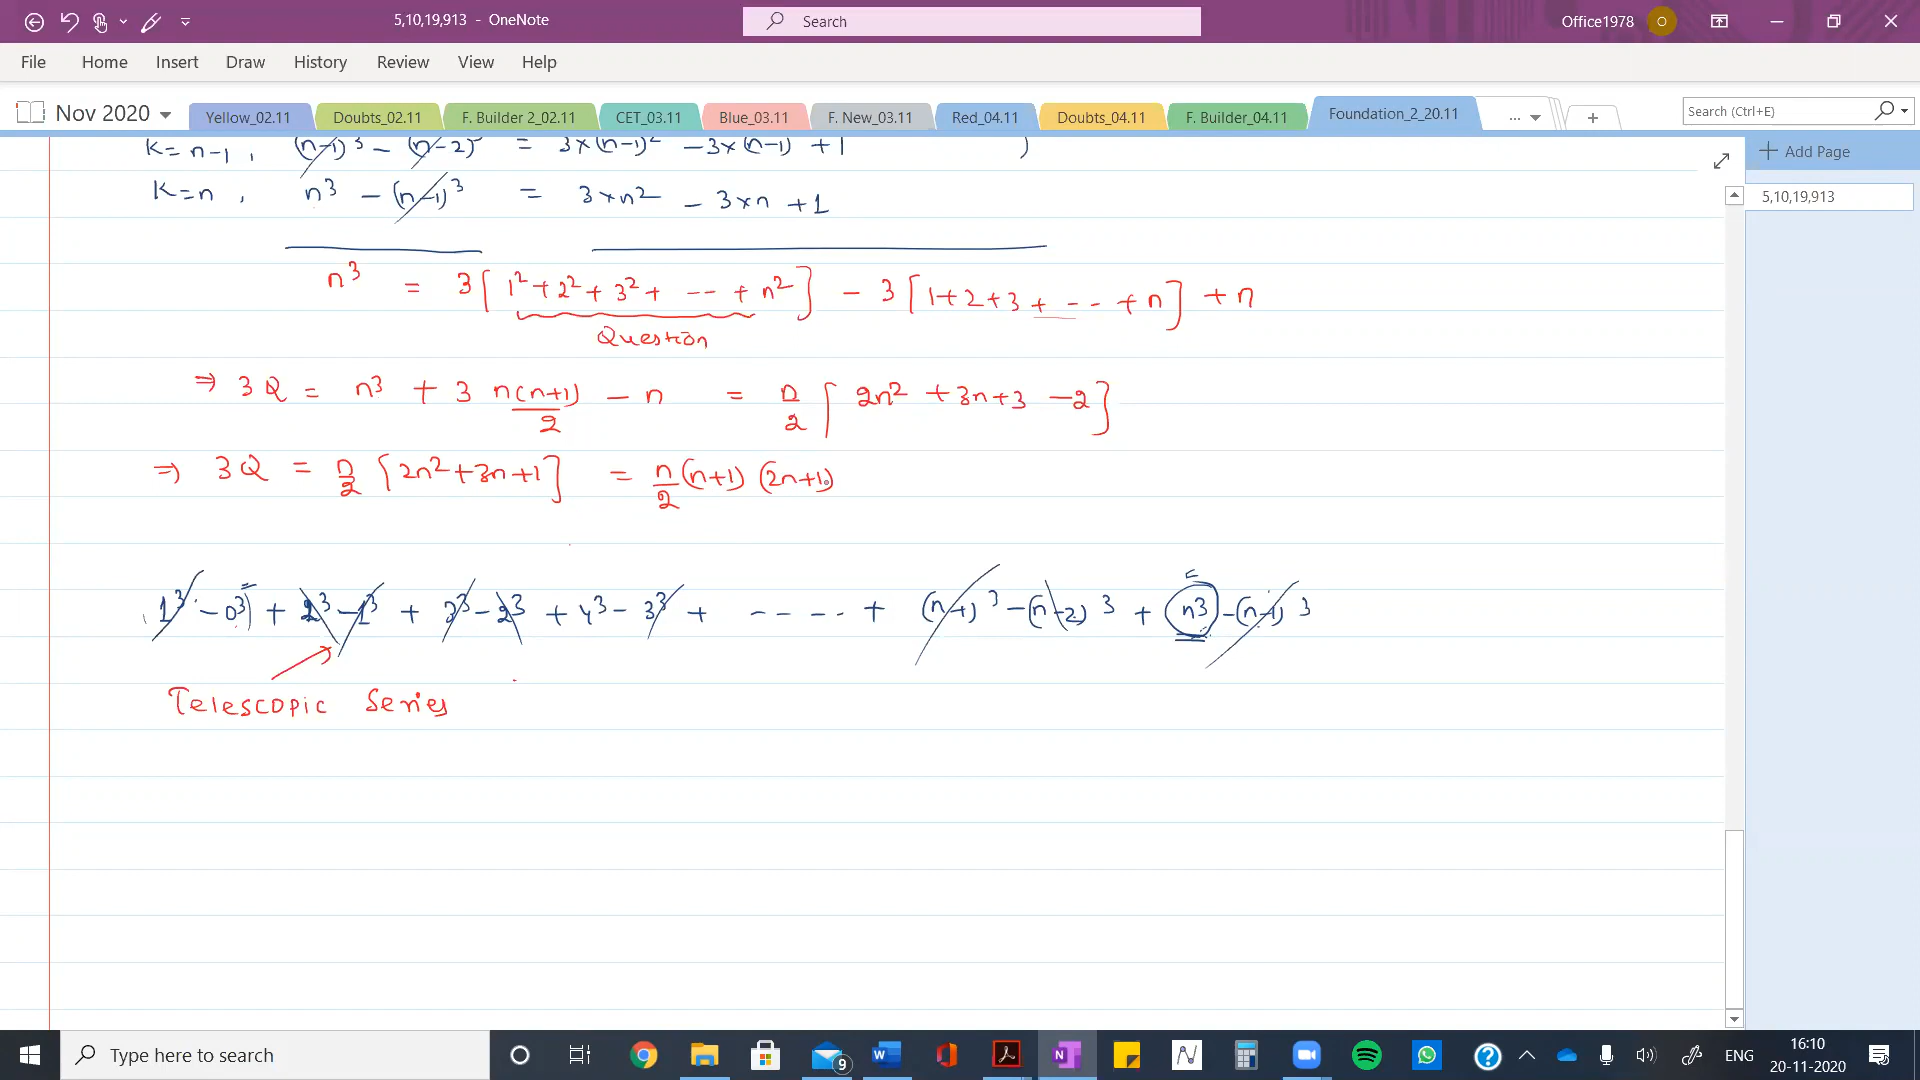 5,10,19,913 - OneNote
Search
Office1978
O
File Home Insert Draw History Review View Help
Nov 2020
Yellow_02.11 Doubts_02.11 F. Builder 2_02.11 CET_03.11 Blue_03.11 F. New_03.11 Red_04.11 Doubts_04.11 F. Builder_04.11 Foundation_2_20.11 ...
Search (Ctrl+E)
Add Page
5,10,19,913
K=n-1, (n-1)³ - (n-2)³ = 3×(n-1)² - 3×(n-1) + 1
K=n, n³ - (n-1)³ = 3×n² - 3×n + 1
n³ = 3[1²+2²+3²+ --- + n²] - 3[1+2+3+ --- + n] + n
Question
⇒ 3Q = n³ + 3 n(n+1)/2 - n = n/2 [2n² + 3n+3 -2]
⇒ 3Q = n/2 [2n²+3n+1] = n/2 (n+1) (2n+1)
1³ - 0³) + 2³ - 1³ + 3³ - 2³ + 4³ - 3³ + ----- + (n-1)³ - (n-2)³ + n³ - (n-1)³
Telescopic Series
Type here to search
9
ENG
16:10
20-11-2020